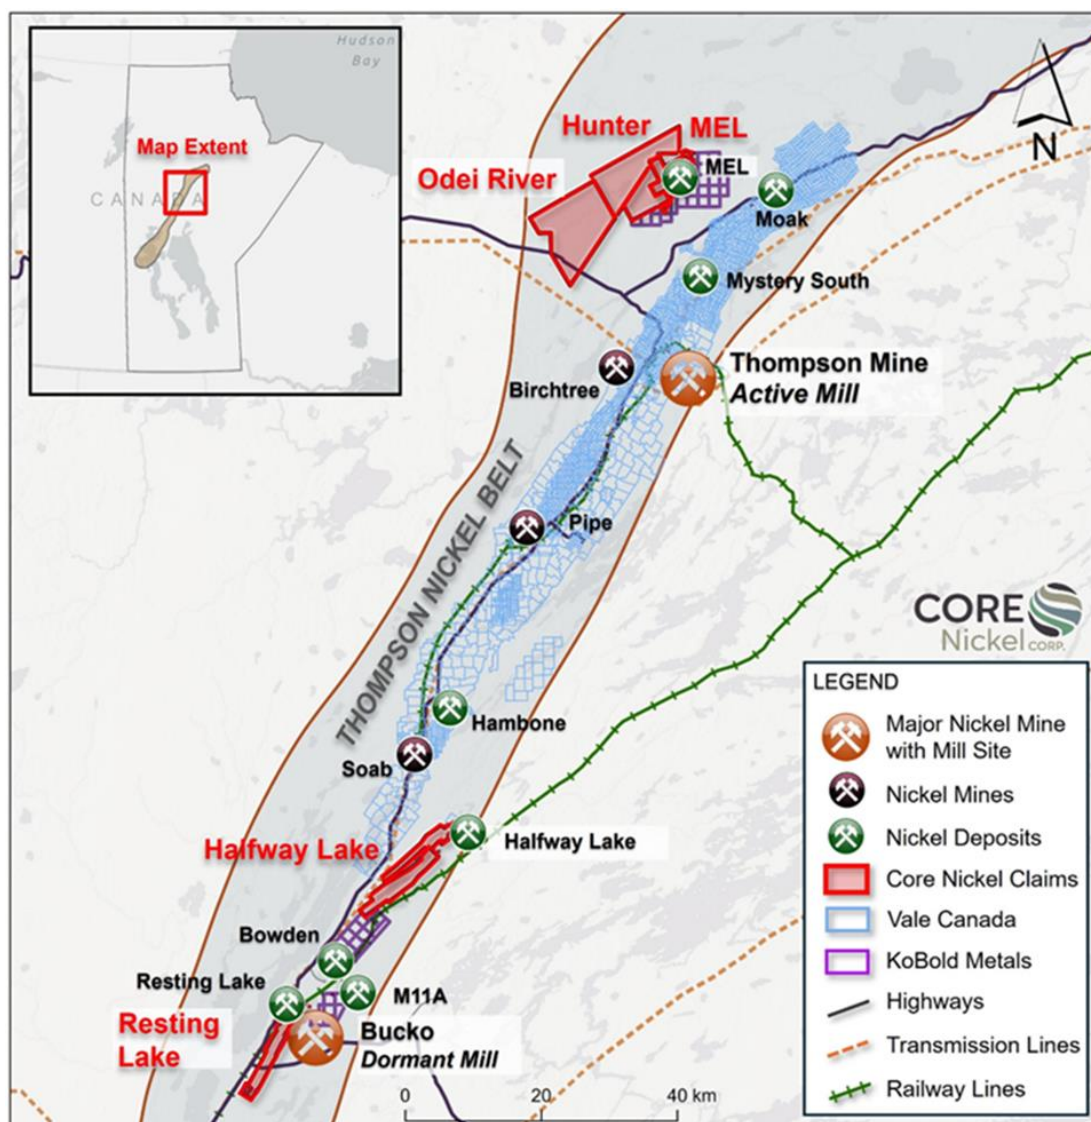 Hudson
Bay
Map Extent
CANADA
N
Hunter
MEL
MEL
Odei River
Moak
Mystery South
Birchtree
Thompson Mine
Active Mill
THOMPSON NICKEL BELT
Pipe
Hambone
Soab
Halfway Lake
Halfway Lake
Bowden
Resting Lake
M11A
Resting
Lake
Bucko
Dormant Mill
0
20
40 km
CORE
Nickel CORP.
LEGEND
Major Nickel Mine
with Mill Site
Nickel Mines
Nickel Deposits
Core Nickel Claims
Vale Canada
KoBold Metals
Highways
Transmission Lines
Railway Lines